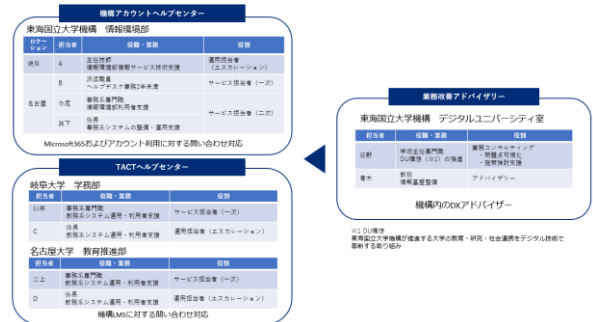 機構アカウントヘルプセンター
東海国立大学機構 情報環境部
ロケーション 担当者 役職・業務 役割
岐阜 A 主任技師 情報環境部情報サービス技術支援 運用担当者(エスカレーション)
B 派遣職員 ヘルプデスク業務2年未満 サービス担当者(一次)
名古屋 今尾 事務系専門職 情報環境部利用者支援 サービス担当者(二次)
係長 事務系システムの整備・運用支援
Microsoft365およびアカウント利用に対する問い合わせ対応
TACTヘルプセンター
岐阜大学 学務部
担当者 役職・業務 役割
臼井 事務系専門職 教務系システム運用・利用者支援 サービス担当者(一次)
C 係長 教務系システム運用・利用者支援 運用担当者(エスカレーション)
名古屋大学 教育推進部
担当者 役職・業務 役割
三上 事務系専門職 教務系システム運用・利用者支援 サービス担当者(一次)
D 係長 教務系システム運用・利用者支援 運用担当者(エスカレーション)
機構LMSに対する問い合わせ対応
業務改善アドバイザリー
東海国立大学機構 デジタルユニバーシティ室
担当者 役職・業務 役割
荻野 学術主任専門職 DU構想(※1)の推進 業務コンサルティング ・問題点可視化 ・施策検討支援
青木 教授 情報基盤整備 アドバイザリー
機構内のDXアドバイザー
※1 DU構想
東海国立大学機構が推進する大学の教育・研究・社会連携をデジタル技術で
革新する取り組み